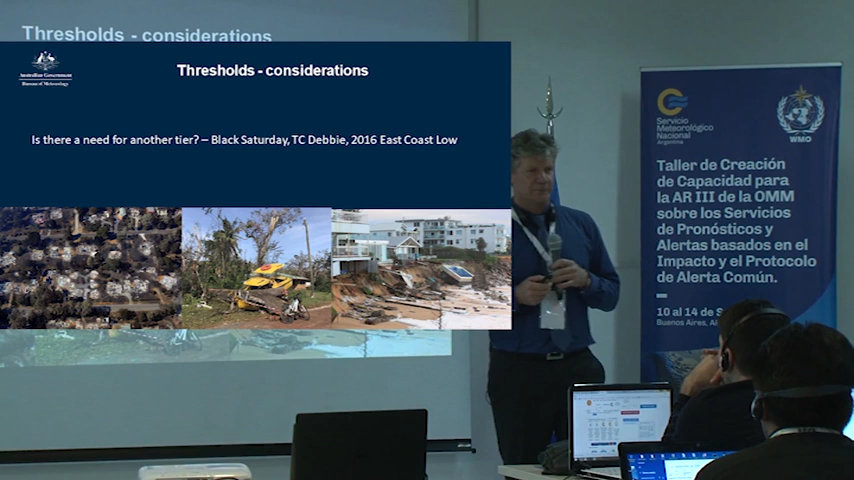 Thresholds - considerations
Australian Government
Bureau of Meteorology
Thresholds - considerations
Is there a need for another tier? – Black Saturday, TC Debbie, 2016 East Coast Low
Servicio
Meteorológico
Nacional
Argentina
WMO
Taller de Creación
de Capacidad para
la AR III de la OMM
sobre los Servicios
de Pronósticos y
Alertas basados en el
Impacto y el Protocolo
de Alerta Común.
10 al 14 de S
Buenos Aires, A